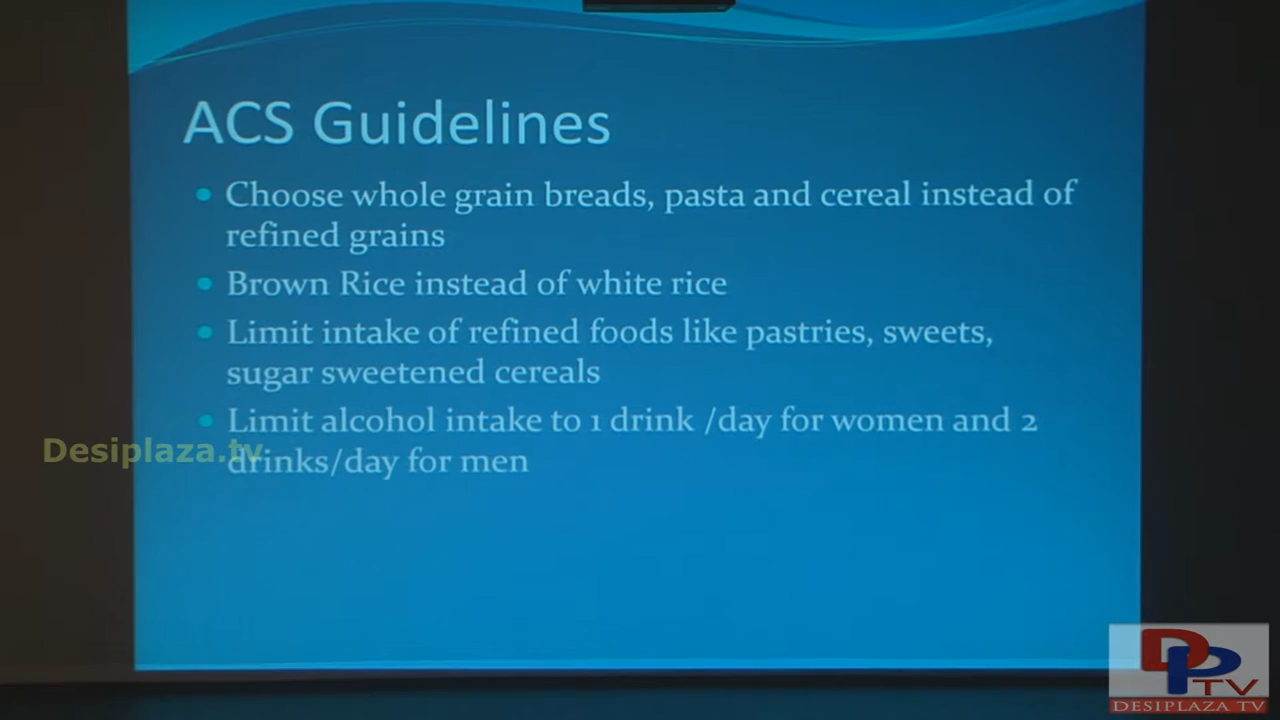 ACS Guidelines
Choose whole grain breads, pasta and cereal instead of
refined grains
Brown Rice instead of white rice
Limit intake of refined foods like pastries, sweets,
sugar sweetened cereals
Limit alcohol intake to 1 drink /day for women and 2
drinks/day for men
Desiplaza.tv
DP TV
DESIPLAZA TV